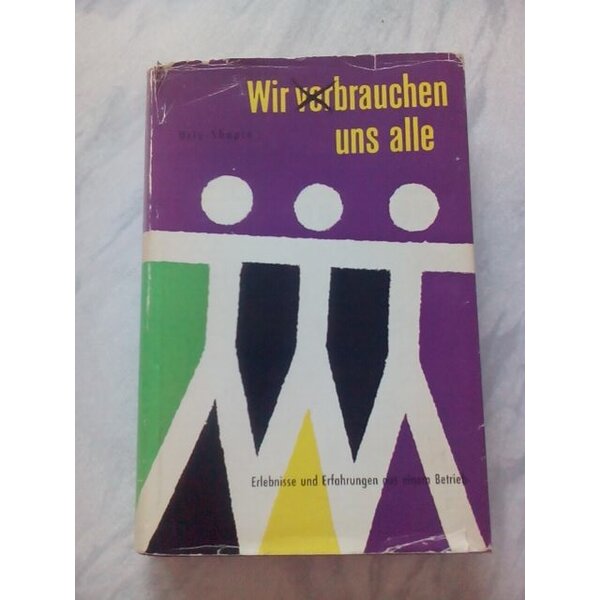 Wir verbrauchen
uns alle
Erlebnisse und Erfahrungen aus einem Betrieb